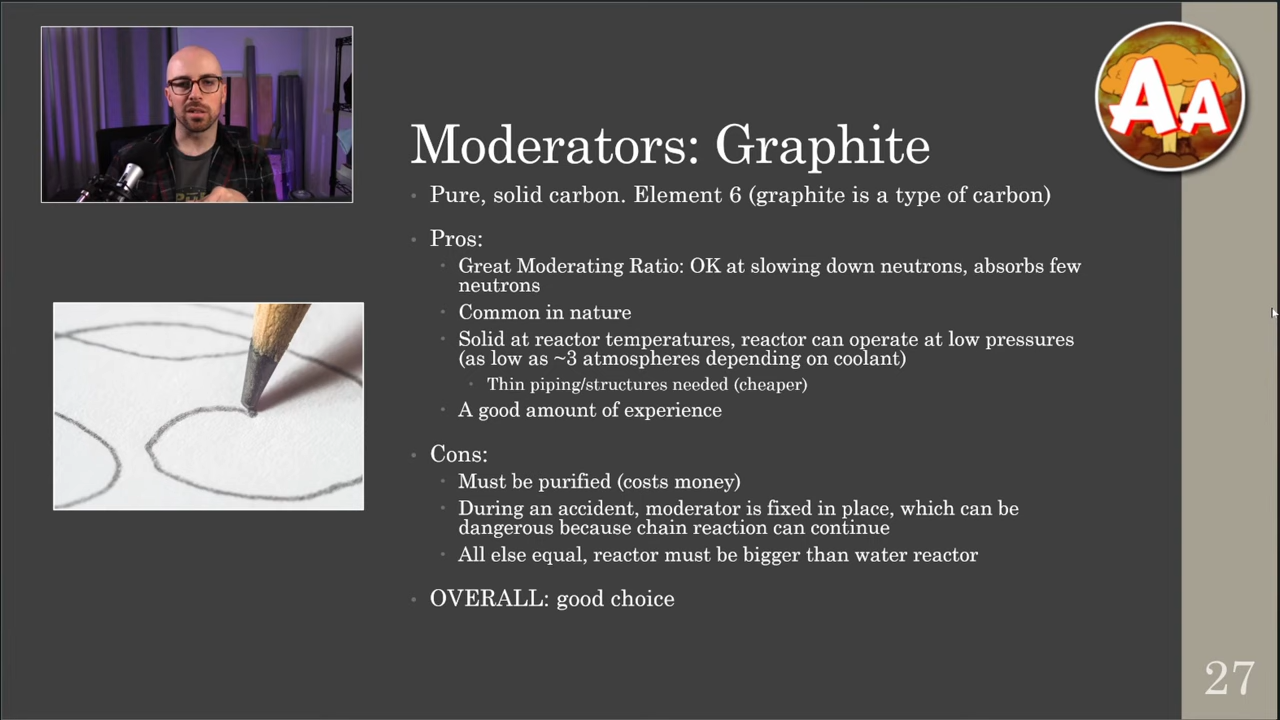 AA
Moderators: Graphite
Pure, solid carbon. Element 6 (graphite is a type of carbon)
Pros:
Great Moderating Ratio: OK at slowing down neutrons, absorbs few
neutrons
Common in nature
Solid at reactor temperatures, reactor can operate at low pressures
(as low as ~3 atmospheres depending on coolant)
Thin piping/structures needed (cheaper)
A good amount of experience
Cons:
Must be purified (costs money)
During an accident, moderator is fixed in place, which can be
dangerous because chain reaction can continue
All else equal, reactor must be bigger than water reactor
OVERALL: good choice
27